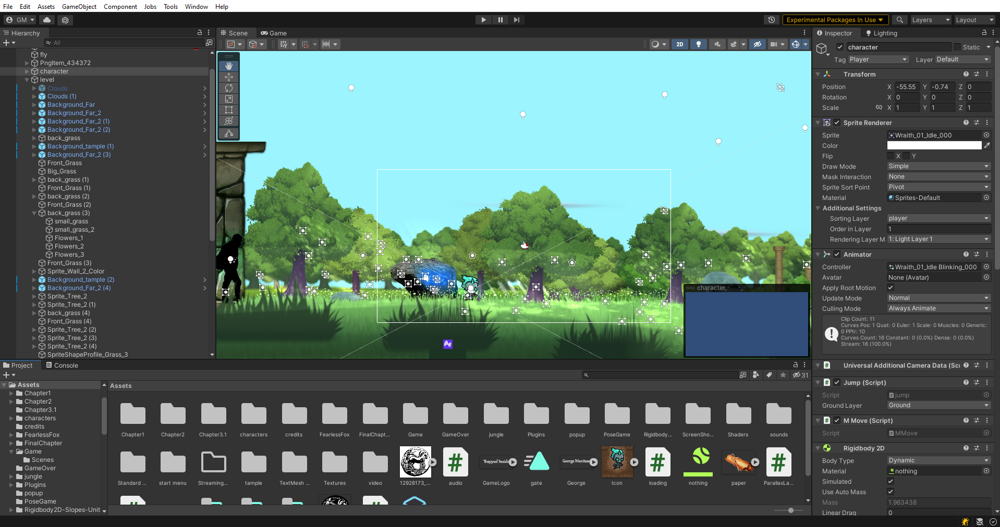 File Edit Assets GameObject Component Jobs Tools Window Help
GM
Experimental Packages In Use
Layers
Layout
Hierarchy
All
fly
PngItem_434372
character
level
Clouds
Clouds (1)
Background_Far
Background_Far_2
Background_Far_2 (1)
Background_Far_2 (2)
back_grass
Background_tample (1)
Background_Far_2 (3)
Front_Grass
Big_Grass
back_grass (1)
Front_Grass (1)
back_grass (2)
Front_Grass (2)
back_grass (3)
small_grass
small_grass_2
Flowers_1
Flowers_2
Flowers_3
Front_Grass (3)
Sprite_Wall_2_Color
Background_tample (2)
Background_Far_2 (4)
Sprite_Tree_2
Sprite_Tree_2 (1)
back_grass (4)
Front_Grass (4)
Sprite_Tree_2 (2)
Sprite_Tree_2 (3)
Sprite_Tree_2 (4)
SpriteShapeProfile_Grass_3
Scene
Game
2D
character
Inspector
Lighting
character
Static
Tag Player Layer Default
Transform
Position X -55.55 Y -0.74 Z 0
Rotation X 0 Y 0 Z 0
Scale X 1 Y 1 Z 1
Sprite Renderer
Sprite Wraith_01_Idle_000
Color
Flip X Y
Draw Mode Simple
Mask Interaction None
Sprite Sort Point Pivot
Material Sprites-Default
Additional Settings
Sorting Layer player
Order in Layer 1
Rendering Layer M 1: Light Layer 1
Animator
Controller Wraith_01_Idle Blinking_000
Avatar None (Avatar)
Apply Root Motion
Update Mode Normal
Culling Mode Always Animate
Clip Count: 11
Curves Pos: 1 Quat: 0 Euler: 1 Scale: 0 Muscles: 0 Generic: 0 PPtr: 10
Curves Count: 16 Constant: 0 (0.0%) Dense: 0 (0.0%) Stream: 16 (100.0%)
Universal Additional Camera Data (Scr
Jump (Script)
Script jump
Ground Layer Ground
M Move (Script)
Script MMove
Rigidbody 2D
Body Type Dynamic
Material nothing
Simulated
Use Auto Mass
Mass 1.963438
Linear Drag 0
Project
Console
31
Assets
Chapter1
Chapter2
Chapter3.1
characters
credits
FearlessFox
FinalChapter
Game
Scenes
GameOver
jungle
Plugins
popup
PoseGame
Rigidbody2D-Slopes-Unit
Assets
Chapter1 Chapter2 Chapter3.1 characters credits FearlessFox FinalChapt... Game GameOver jungle Plugins popup PoseGame Rigidbody... ScreenSho... Shaders sounds
Trapped Inside
Standard ... start menu Streaming... tample TextMesh ... Textures video 12928173_... audio GameLogo gate George Icon loading nothing paper ParallaxLa...